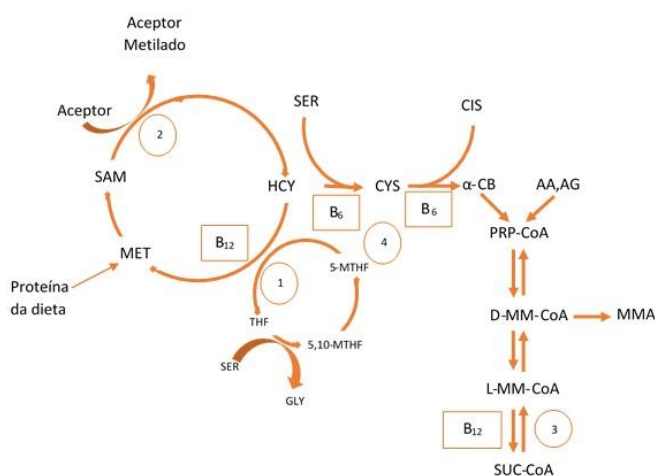 Aceptor
Metilado
Aceptor
2
SER
CIS
SAM
HCY
CYS
α-CB
AA,AG
B6
B6
B12
4
PRP-CoA
MET
5-MTHF
1
Proteína
da dieta
THF
5,10-MTHF
D-MM-CoA
MMA
SER
GLY
L-MM-CoA
B12
3
SUC-CoA